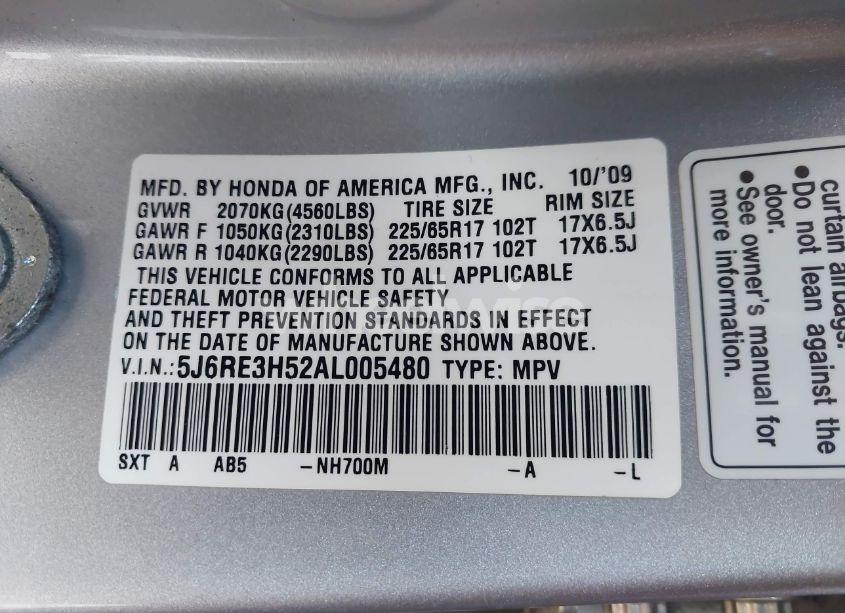 MFD. BY HONDA OF AMERICA MFG., INC. 10/'09
GVWR 2070KG(4560LBS) TIRE SIZE RIM SIZE
GAWR F 1050KG(2310LBS) 225/65R17 102T 17X6.5J
GAWR R 1040KG(2290LBS) 225/65R17 102T 17X6.5J
THIS VEHICLE CONFORMS TO ALL APPLICABLE
FEDERAL MOTOR VEHICLE SAFETY
AND THEFT PREVENTION STANDARDS IN EFFECT
ON THE DATE OF MANUFACTURE SHOWN ABOVE.
V.I.N.:5J6RE3H52AL005480 TYPE: MPV
SXT A AB5 -NH700M -A -L
curtain airbags.
• Do not lean against the
door.
• See owner's manual for
more information.